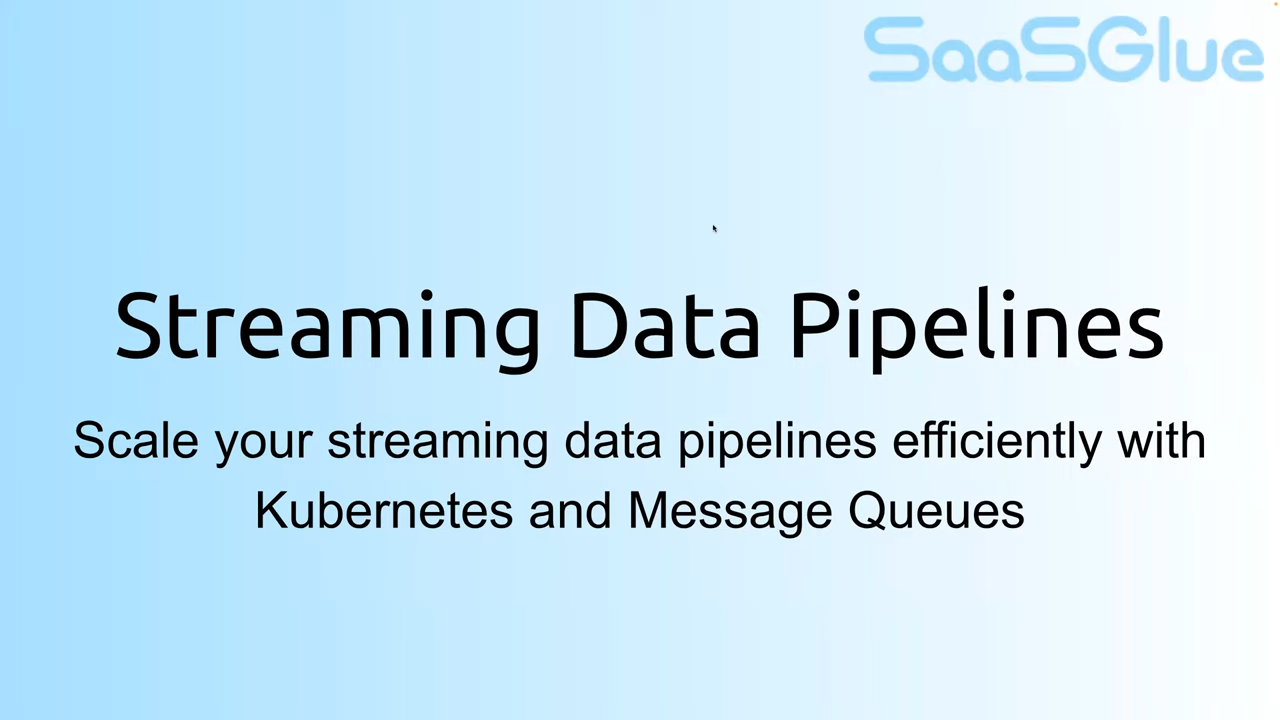 SaaSGlue
Streaming Data Pipelines
Scale your streaming data pipelines efficiently with
Kubernetes and Message Queues